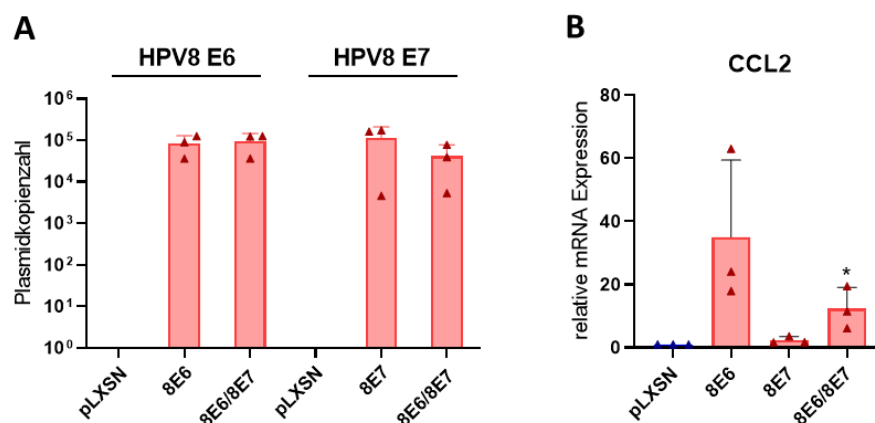 A
HPV8 E6 HPV8 E7
Plasmidkopienzahl
10⁶
10⁵
10⁴
10³
10²
10¹
10⁰
pLXSN 8E6 8E6/8E7 pLXSN 8E7 8E6/8E7
B
CCL2
relative mRNA Expression
80
60
40
20
0
*
pLXSN 8E6 8E7 8E6/8E7